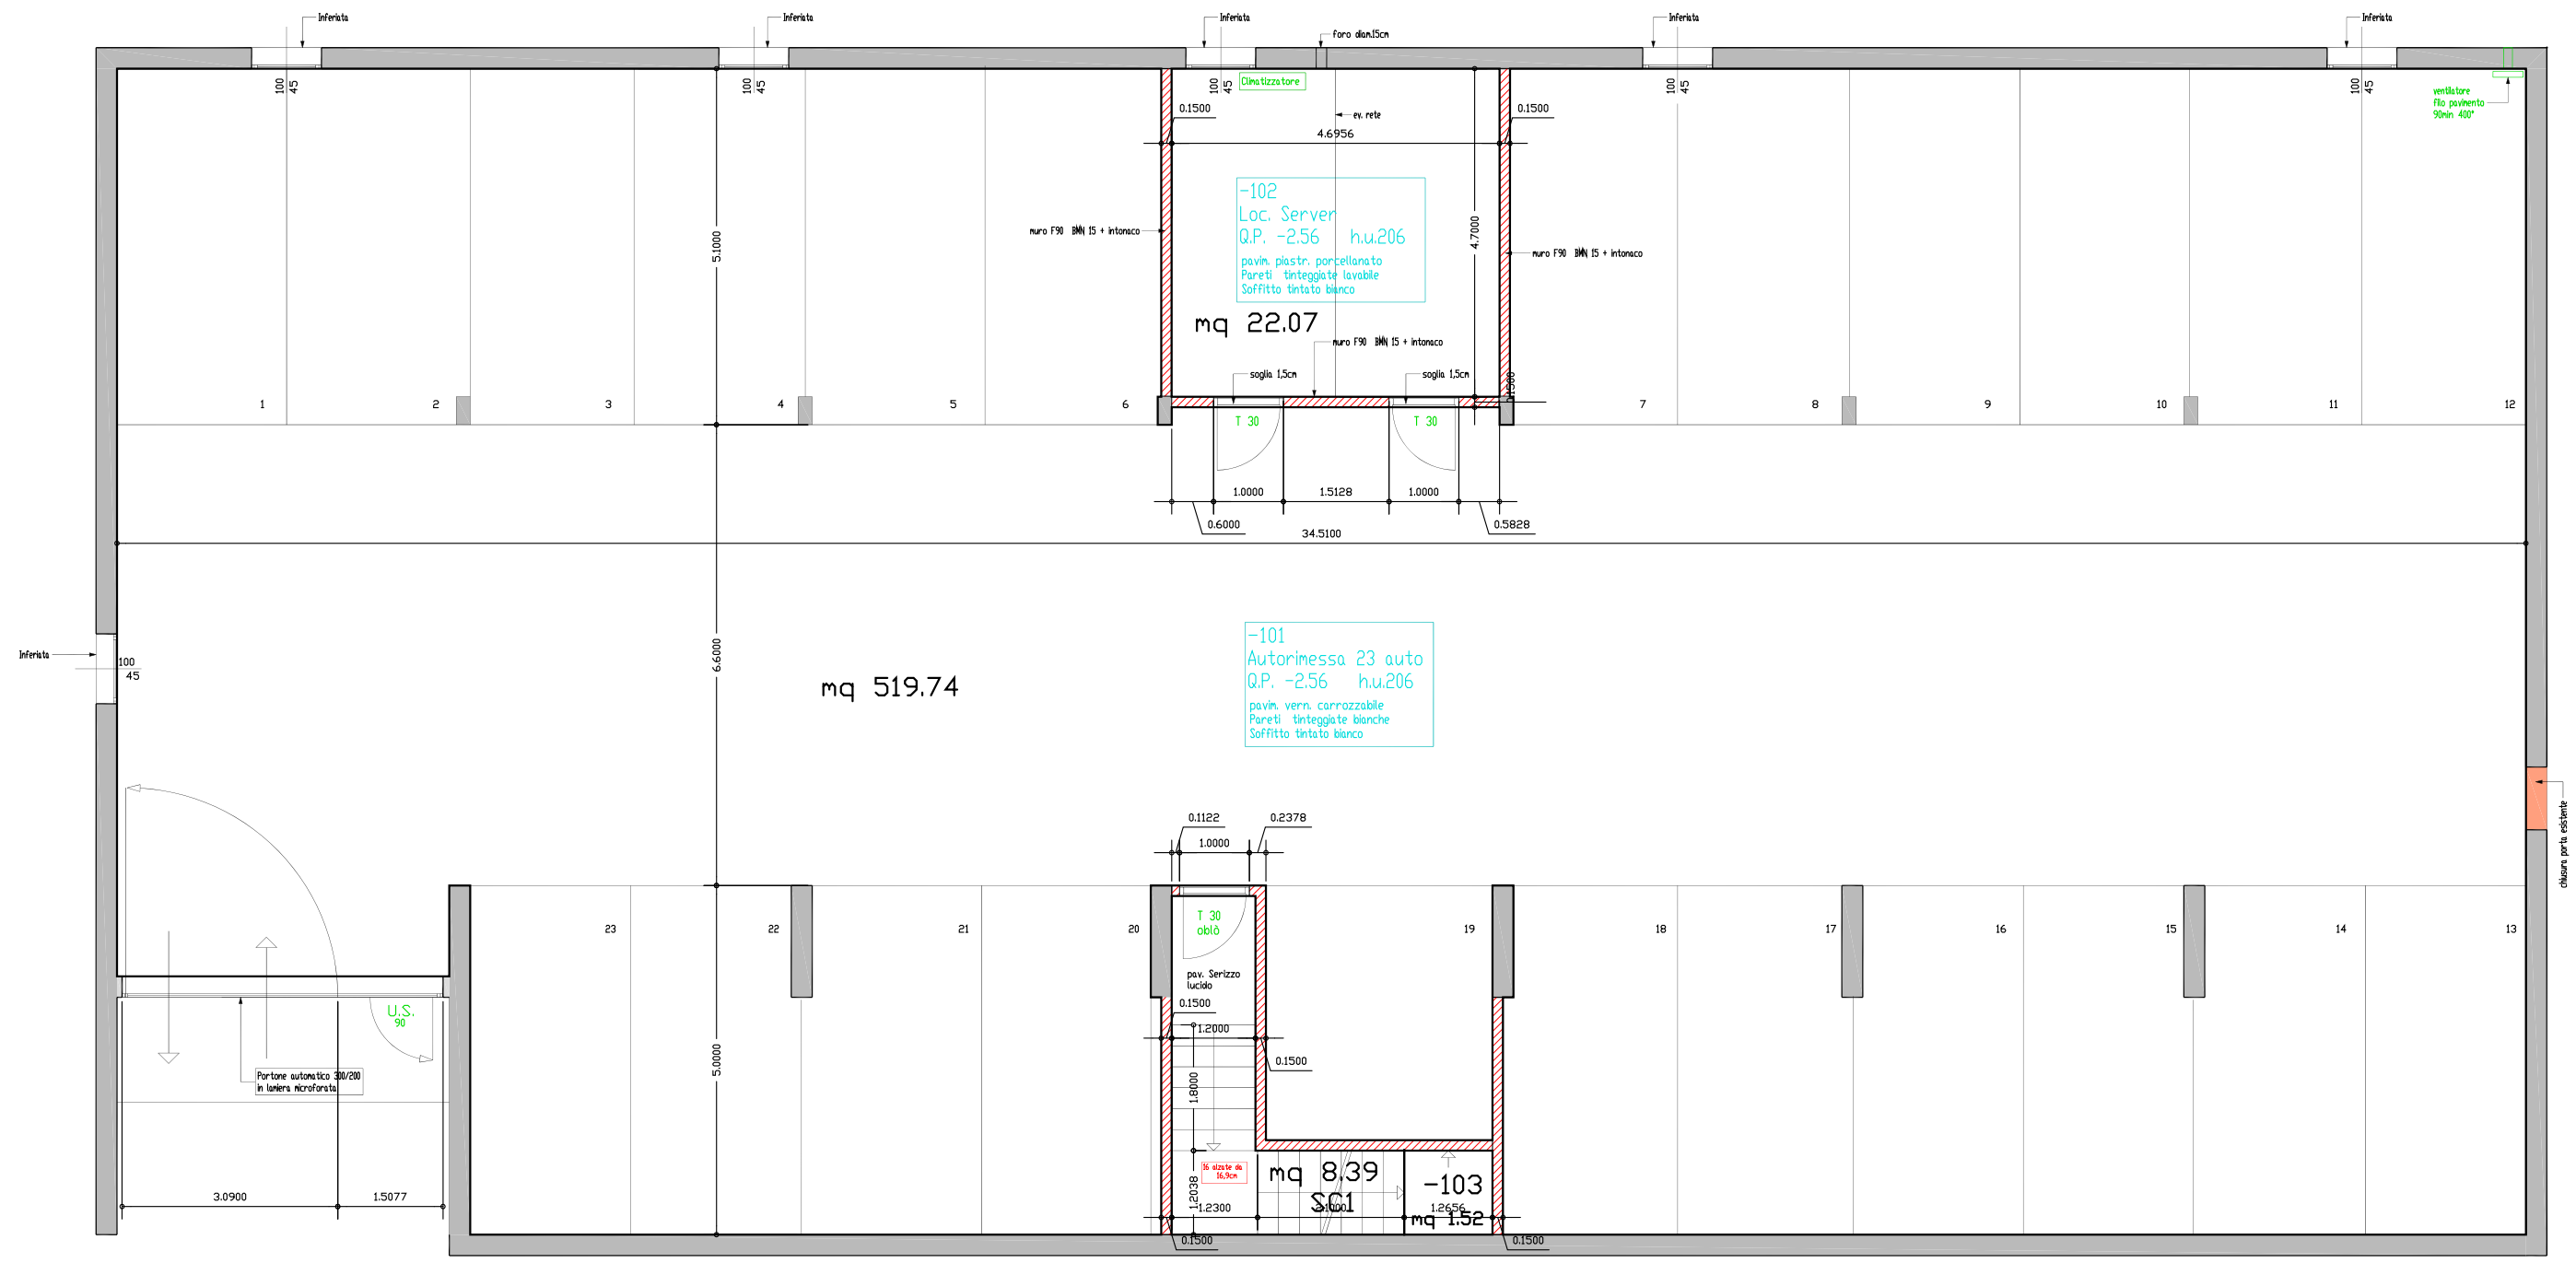 Inferiata
Inferiata
Inferiata
foro diam.15cm
Inferiata
Inferiata
100
45
100
45
100
45
Climatizzatore
100
45
100
45
ventilatore
filo pavimento
90min 400°
0.1500
ev. rete
0.1500
4.6956
5.1000
muro F90 BWN 15 + intonaco
-102
Loc. Server
Q.P. -2.56 h.u.206
pavim. piastr. porcellanato
Pareti tinteggiate lavabile
Soffitto tintato bianco
4.7000
muro F90 BWN 15 + intonaco
mq 22.07
muro F90 BWN 15 + intonaco
soglia 1,5cm
soglia 1,5cm
0.1500
1
2
3
4
5
6
7
8
9
10
11
12
T 30
T 30
1.0000
1.5128
1.0000
0.6000
0.5828
34.5100
Inferiata
100
45
6.6000
mq 519.74
-101
Autorimessa 23 auto
Q.P. -2.56 h.u.206
pavim. vern. carrozzabile
Pareti tinteggiate bianche
Soffitto tintato bianco
chiusura porta esistente
0.1122
0.2378
1.0000
23
22
21
20
T 30
oblò
19
18
17
16
15
14
13
pav. Serizzo
lucido
U.S.
90
0.1500
1.2000
0.1500
Portone automatico 300/200
in lamiera microforata
5.0000
1.8000
16 alzate da
16,9cm
mq 8.39
SC1
-103
mq 1.52
3.0900
1.5077
1.2038
1.2300
2.1000
1.2656
0.1500
0.1500